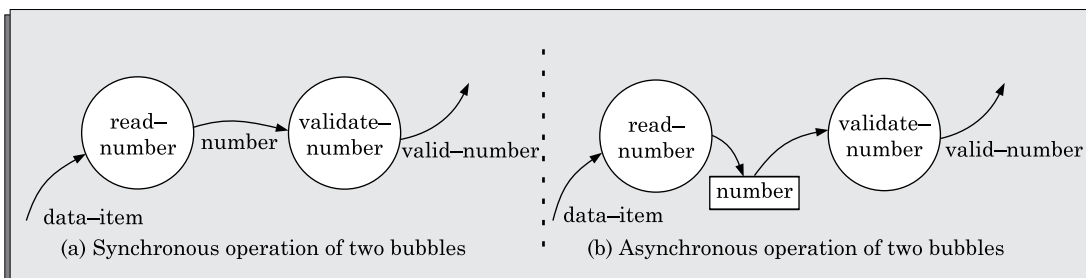 read–
number
number
validate–
number
valid–number
data–item
(a) Synchronous operation of two bubbles
read–
number
number
validate–
number
valid–number
data–item
(b) Asynchronous operation of two bubbles